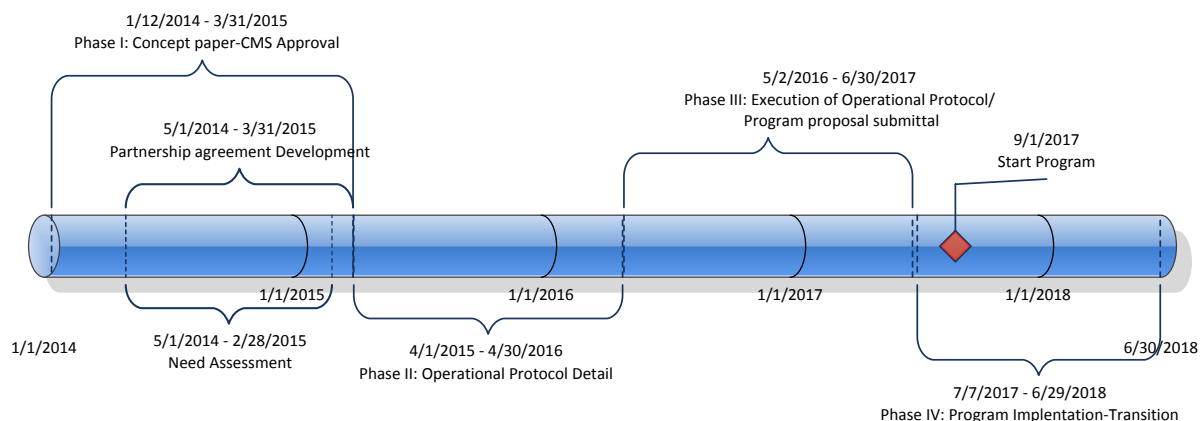 1/12/2014 - 3/31/2015
Phase I: Concept paper-CMS Approval
5/2/2016 - 6/30/2017
Phase III: Execution of Operational Protocol/
Program proposal submittal
5/1/2014 - 3/31/2015
Partnership agreement Development
9/1/2017
Start Program
1/1/2015
1/1/2016
1/1/2017
1/1/2018
1/1/2014
5/1/2014 - 2/28/2015
Need Assessment
4/1/2015 - 4/30/2016
Phase II: Operational Protocol Detail
6/30/2018
7/7/2017 - 6/29/2018
Phase IV: Program Implentation-Transition